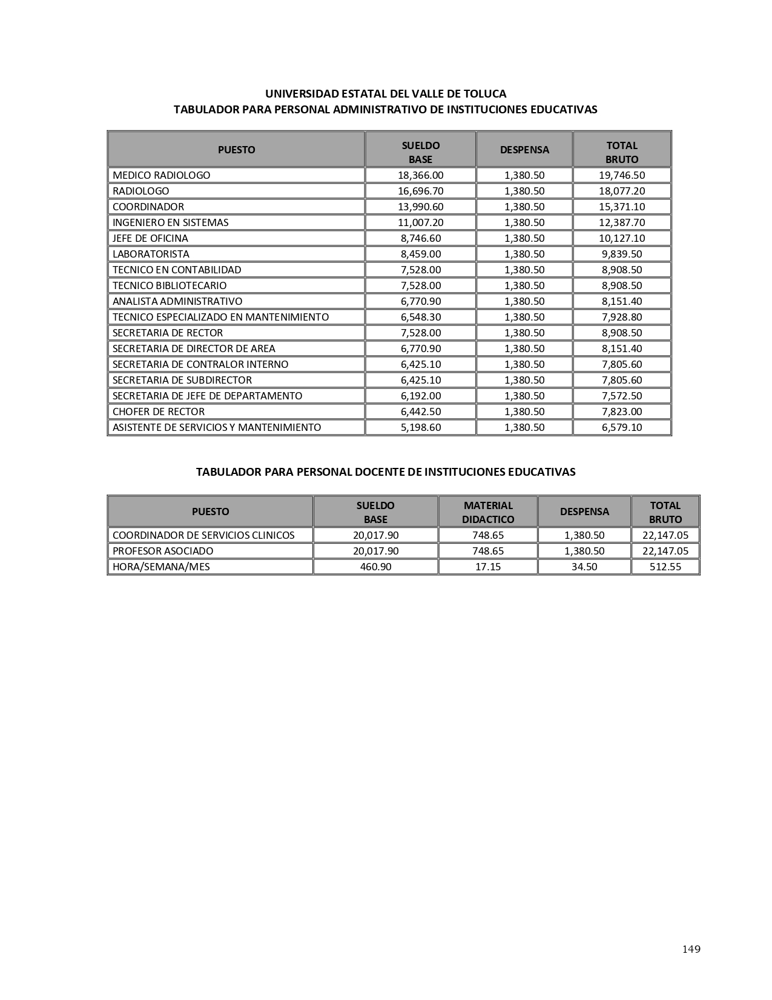 UNIVERSIDAD ESTATAL DEL VALLE DE TOLUCA
TABULADOR PARA PERSONAL ADMINISTRATIVO DE INSTITUCIONES EDUCATIVAS
PUESTO SUELDO BASE DESPENSA TOTAL BRUTO
MEDICO RADIOLOGO 18,366.00 1,380.50 19,746.50
RADIOLOGO 16,696.70 1,380.50 18,077.20
COORDINADOR 13,990.60 1,380.50 15,371.10
INGENIERO EN SISTEMAS 11,007.20 1,380.50 12,387.70
JEFE DE OFICINA 8,746.60 1,380.50 10,127.10
LABORATORISTA 8,459.00 1,380.50 9,839.50
TECNICO EN CONTABILIDAD 7,528.00 1,380.50 8,908.50
TECNICO BIBLIOTECARIO 7,528.00 1,380.50 8,908.50
ANALISTA ADMINISTRATIVO 6,770.90 1,380.50 8,151.40
TECNICO ESPECIALIZADO EN MANTENIMIENTO 6,548.30 1,380.50 7,928.80
SECRETARIA DE RECTOR 7,528.00 1,380.50 8,908.50
SECRETARIA DE DIRECTOR DE AREA 6,770.90 1,380.50 8,151.40
SECRETARIA DE CONTRALOR INTERNO 6,425.10 1,380.50 7,805.60
SECRETARIA DE SUBDIRECTOR 6,425.10 1,380.50 7,805.60
SECRETARIA DE JEFE DE DEPARTAMENTO 6,192.00 1,380.50 7,572.50
CHOFER DE RECTOR 6,442.50 1,380.50 7,823.00
ASISTENTE DE SERVICIOS Y MANTENIMIENTO 5,198.60 1,380.50 6,579.10
TABULADOR PARA PERSONAL DOCENTE DE INSTITUCIONES EDUCATIVAS
PUESTO SUELDO BASE MATERIAL DIDACTICO DESPENSA TOTAL BRUTO
COORDINADOR DE SERVICIOS CLINICOS 20,017.90 748.65 1,380.50 22,147.05
PROFESOR ASOCIADO 20,017.90 748.65 1,380.50 22,147.05
HORA/SEMANA/MES 460.90 17.15 34.50 512.55
149